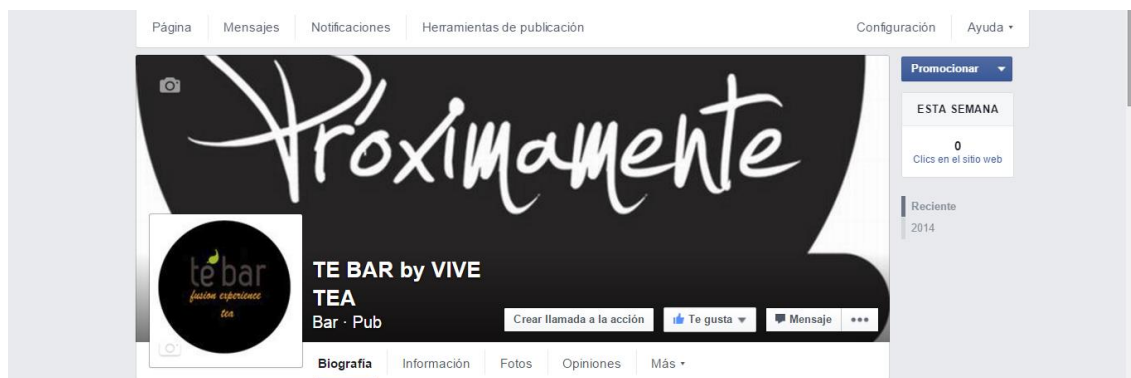 Página Mensajes Notificaciones Herramientas de publicación Configuración Ayuda
Próximamente
Promocionar
ESTA SEMANA
0
Clics en el sitio web
Reciente
2014
té bar
fusion experience
tea
TE BAR by VIVE
TEA
Bar · Pub
Crear llamada a la acción Te gusta Mensaje
Biografía Información Fotos Opiniones Más